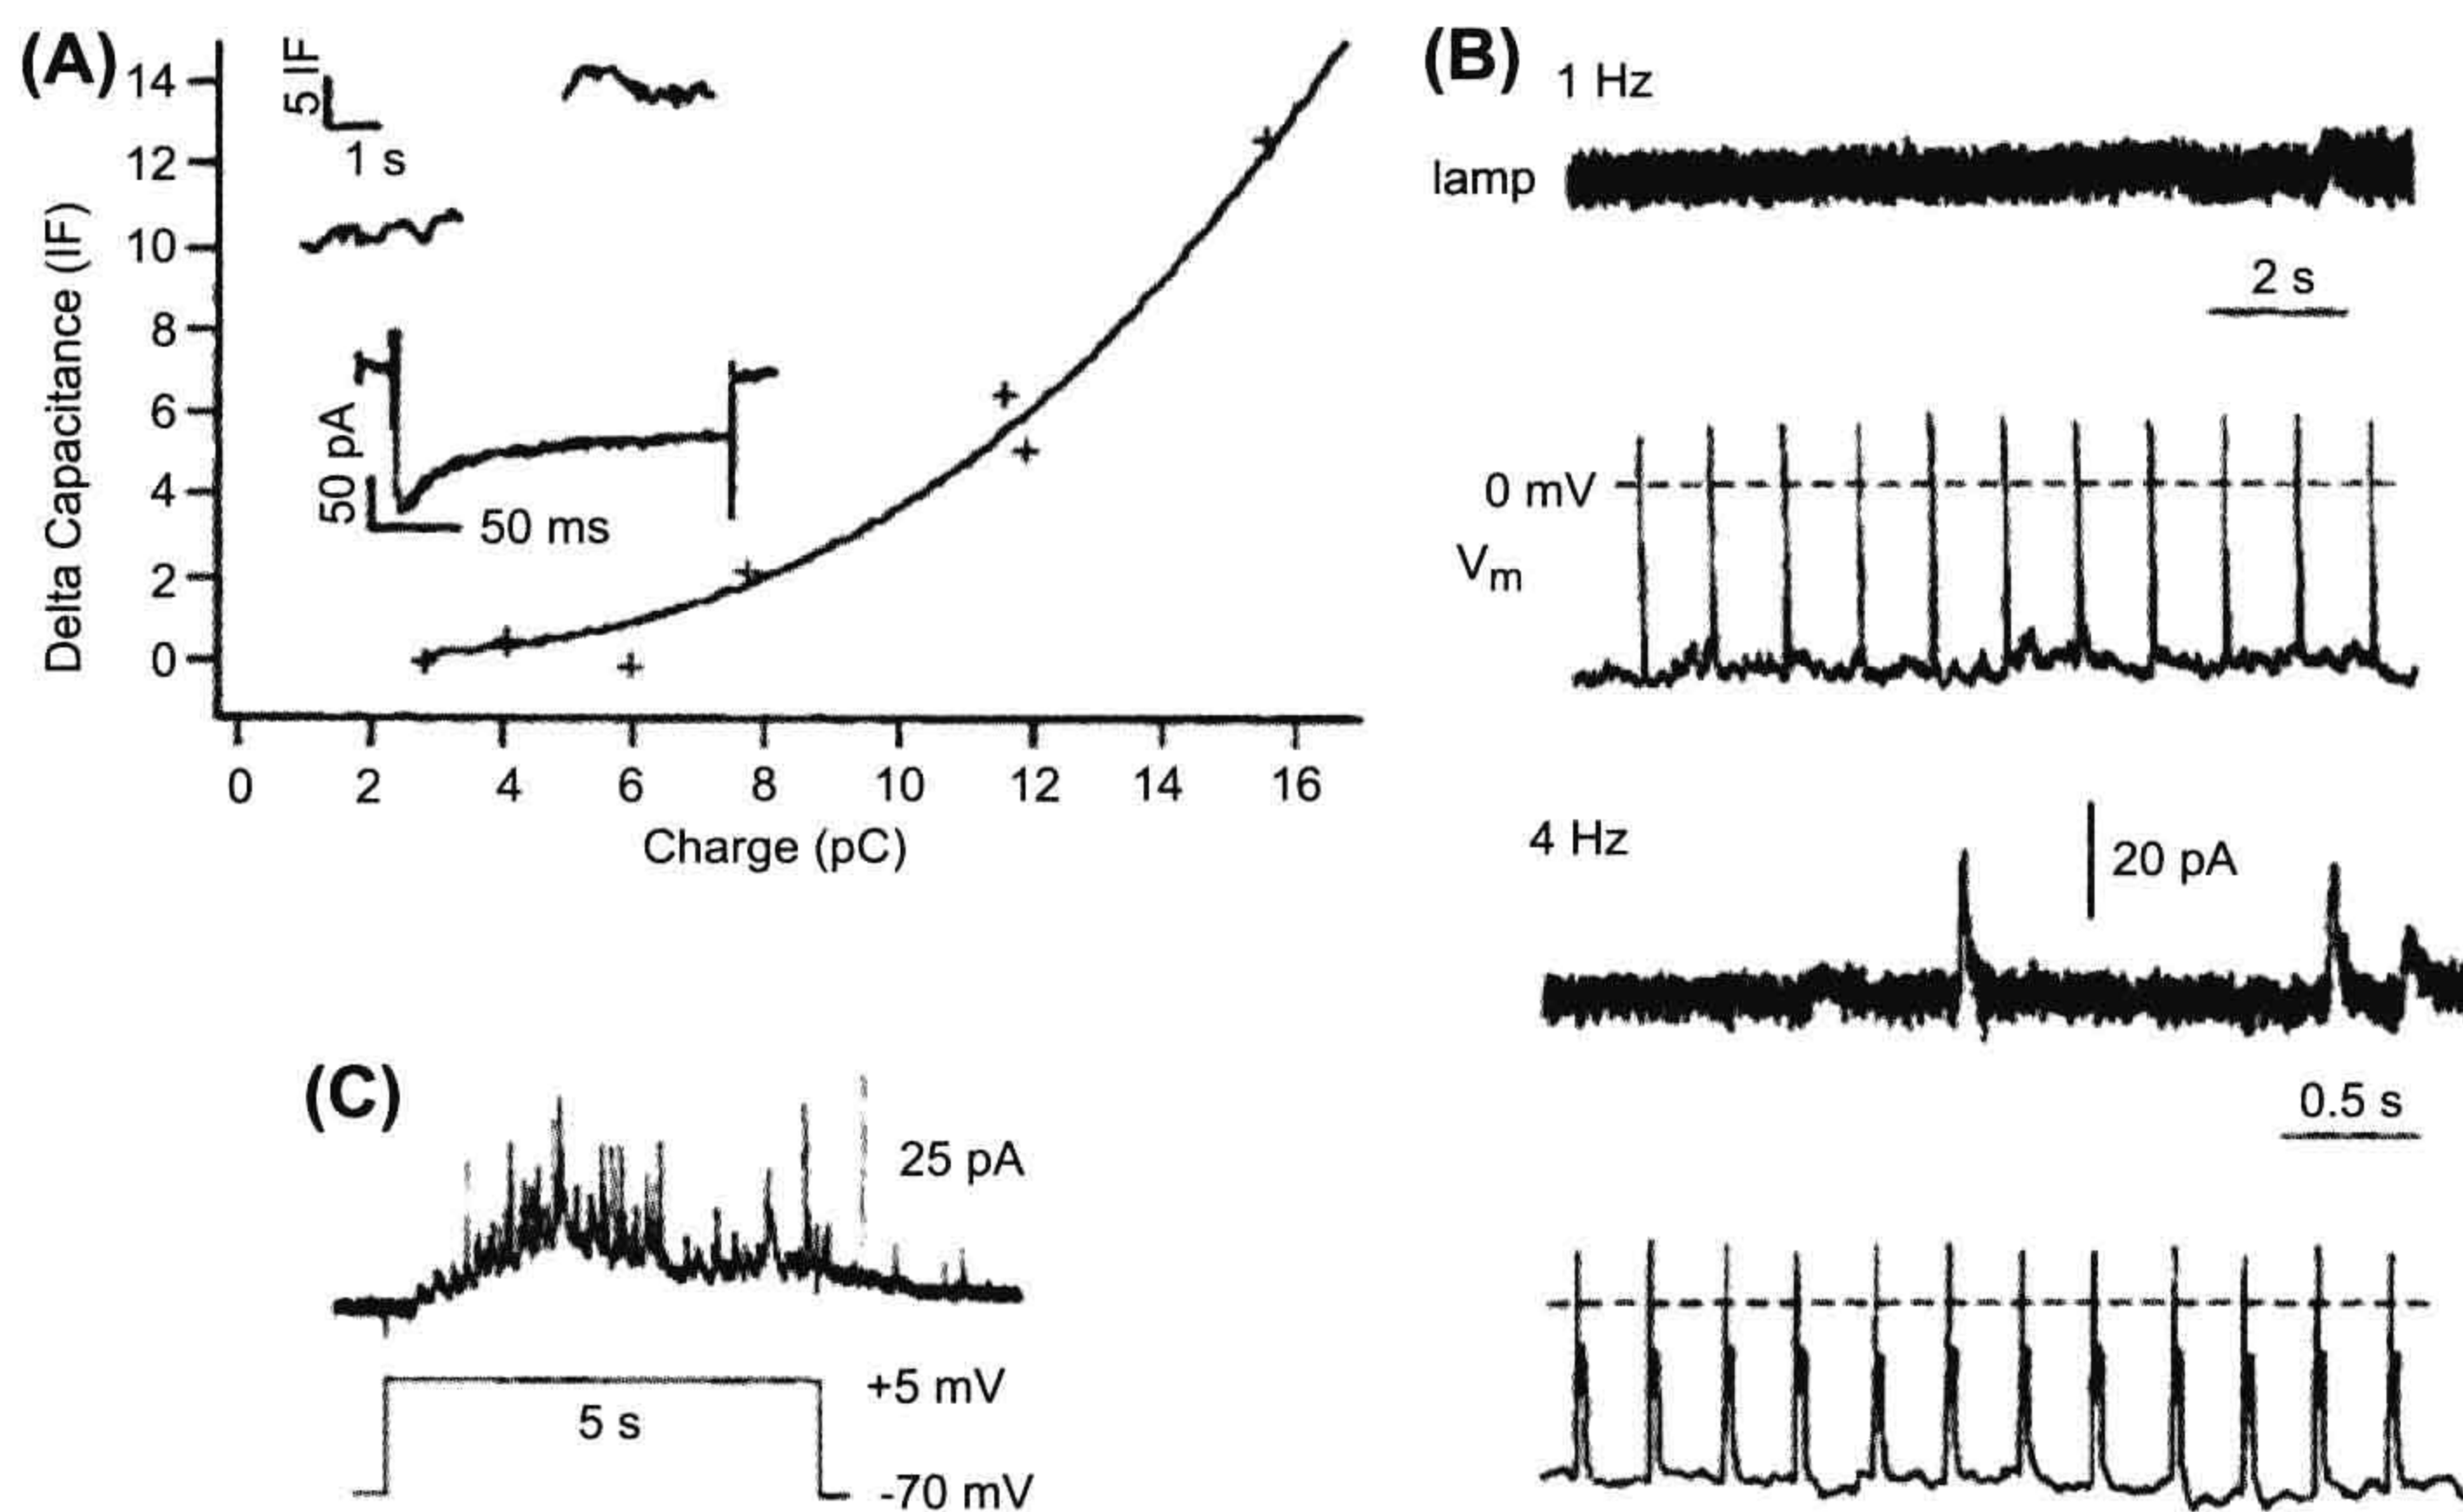 (A)
14
12
10
8
6
4
2
0
Delta Capacitance (IF)
5 IF
1 s
50 pA
50 ms
0 2 4 6 8 10 12 14 16
Charge (pC)
(B)
1 Hz
lamp
2 s
0 mV
Vm
4 Hz
20 pA
0.5 s
(C)
25 pA
+5 mV
5 s
-70 mV